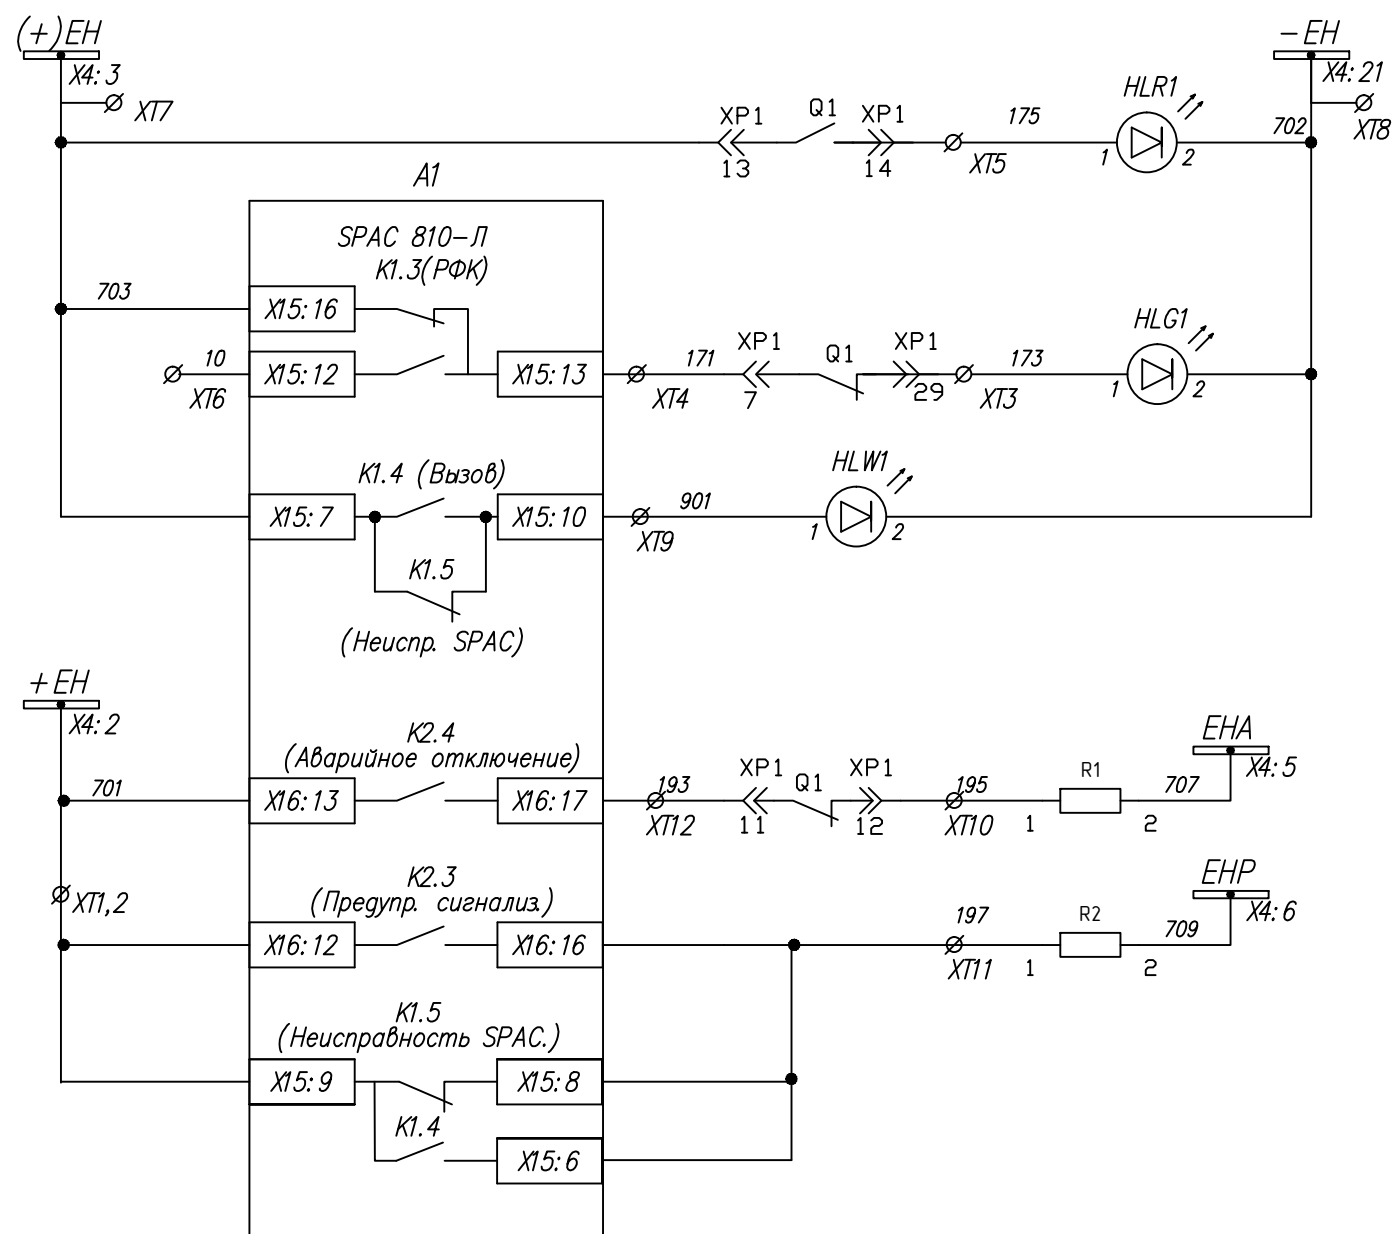 (+)ЕН
-ЕН
X4:3
X4:21
XT7
XT8
HLR1
XP1
Q1
XP1
175
702
13
14
XT5
1
2
A1
SPAC 810-Л
K1.3(РФК)
703
X15:16
HLG1
10
X15:12
X15:13
171
XP1
Q1
XP1
173
XT6
XT4
7
29
XT3
1
2
K1.4 (Вызов)
HLW1
X15:7
X15:10
901
XT9
1
2
K1.5
(Неиспр. SPAC)
+ЕН
X4:2
K2.4
(Аварийное отключение)
ЕНА
X4:5
701
X16:13
X16:17
193
XP1
Q1
XP1
195
R1
707
XT12
11
12
XT10
1
2
K2.3
(Предупр. сигнализ.)
ЕНР
X4:6
XT1,2
X16:12
X16:16
197
R2
709
XT11
1
2
K1.5
(Неисправность SPAC.)
X15:9
X15:8
K1.4
X15:6